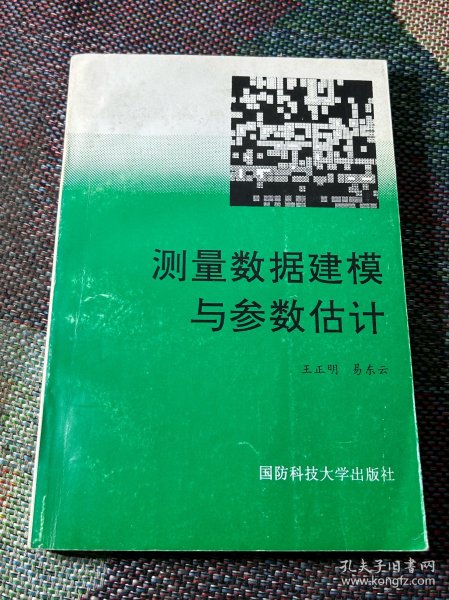 测量数据建模
与参数估计
王正明 易东云
国防科技大学出版社
孔夫子旧书网
www.kongfz.com